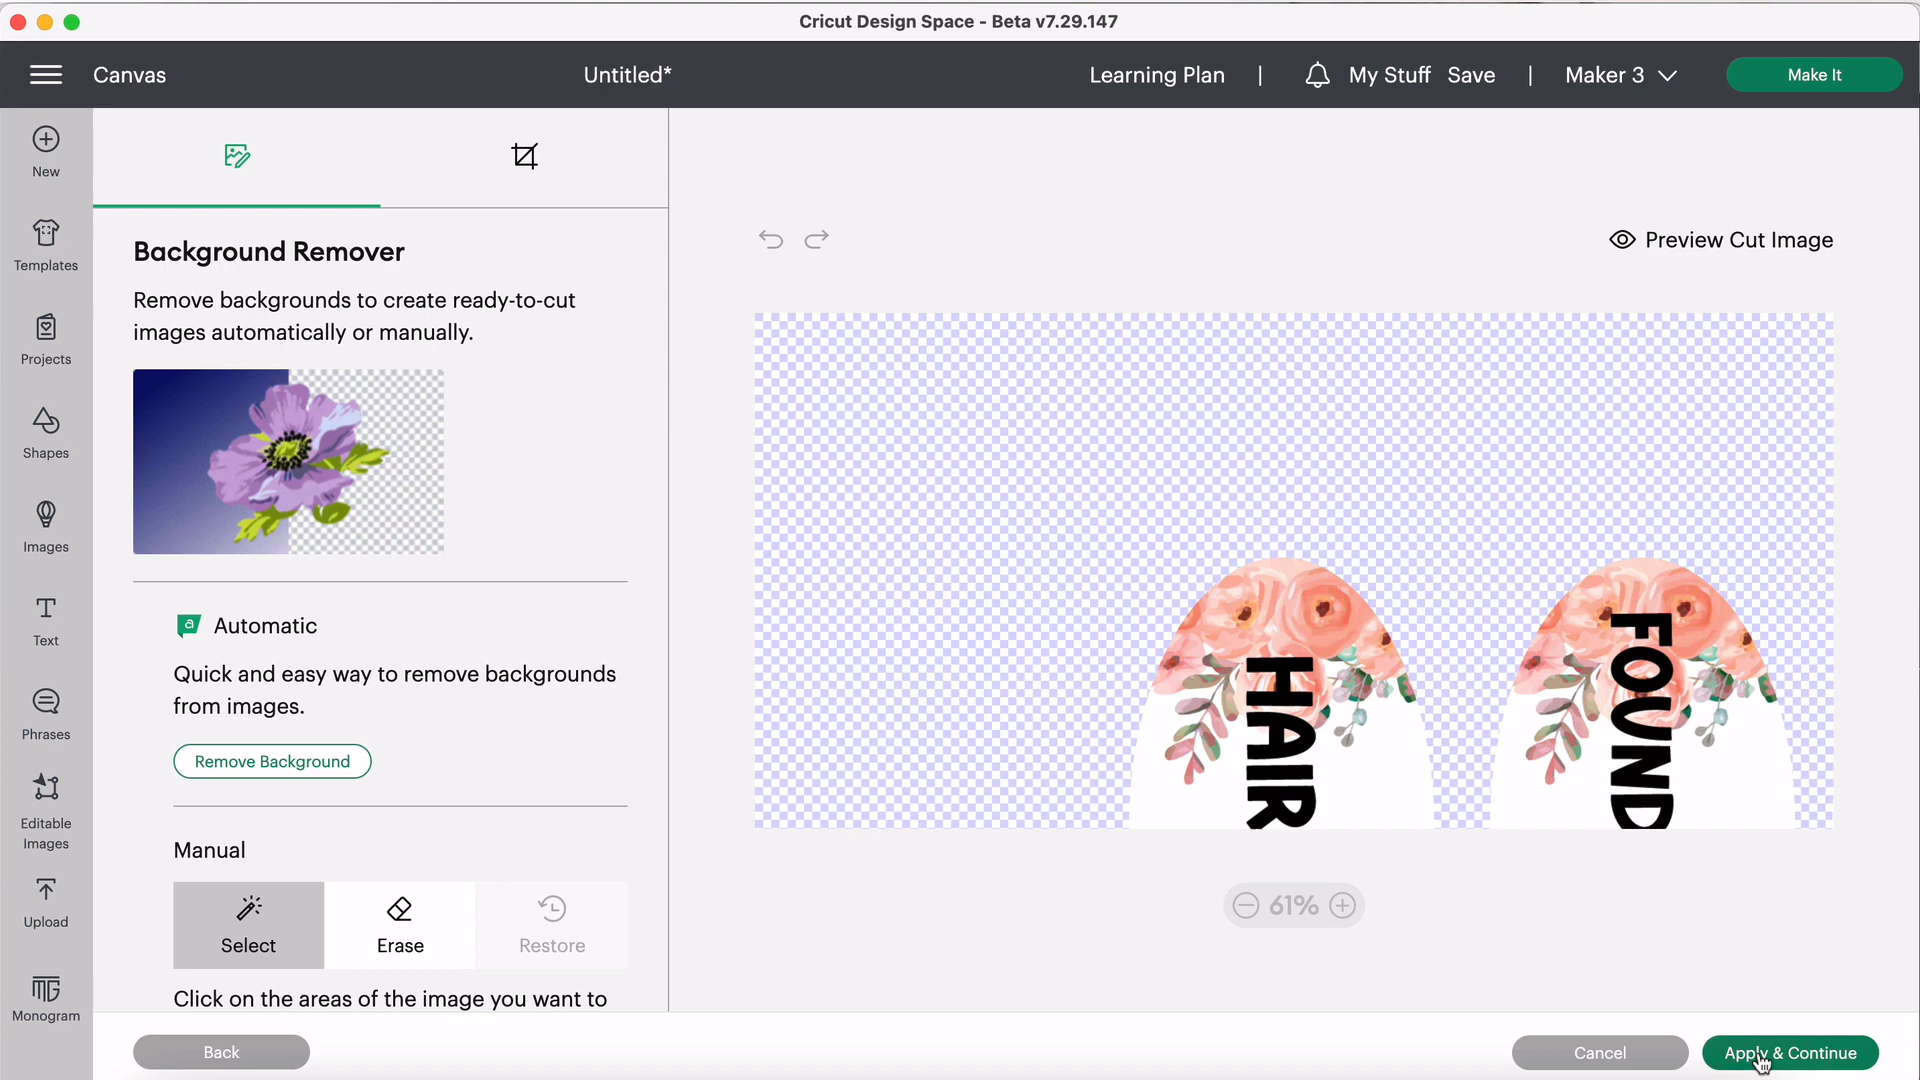 Cricut Design Space - Beta v7.29.147
Canvas
Untitled*
Learning Plan | My Stuff Save | Maker 3
Make It
New
Templates
Projects
Shapes
Images
Text
Phrases
Editable
Images
Upload
Monogram
Background Remover
Remove backgrounds to create ready-to-cut
images automatically or manually.
a Automatic
Quick and easy way to remove backgrounds
from images.
Remove Background
Manual
Select
Erase
Restore
Click on the areas of the image you want to
Preview Cut Image
HAIR
FOUND
61%
Back
Cancel
Apply & Continue